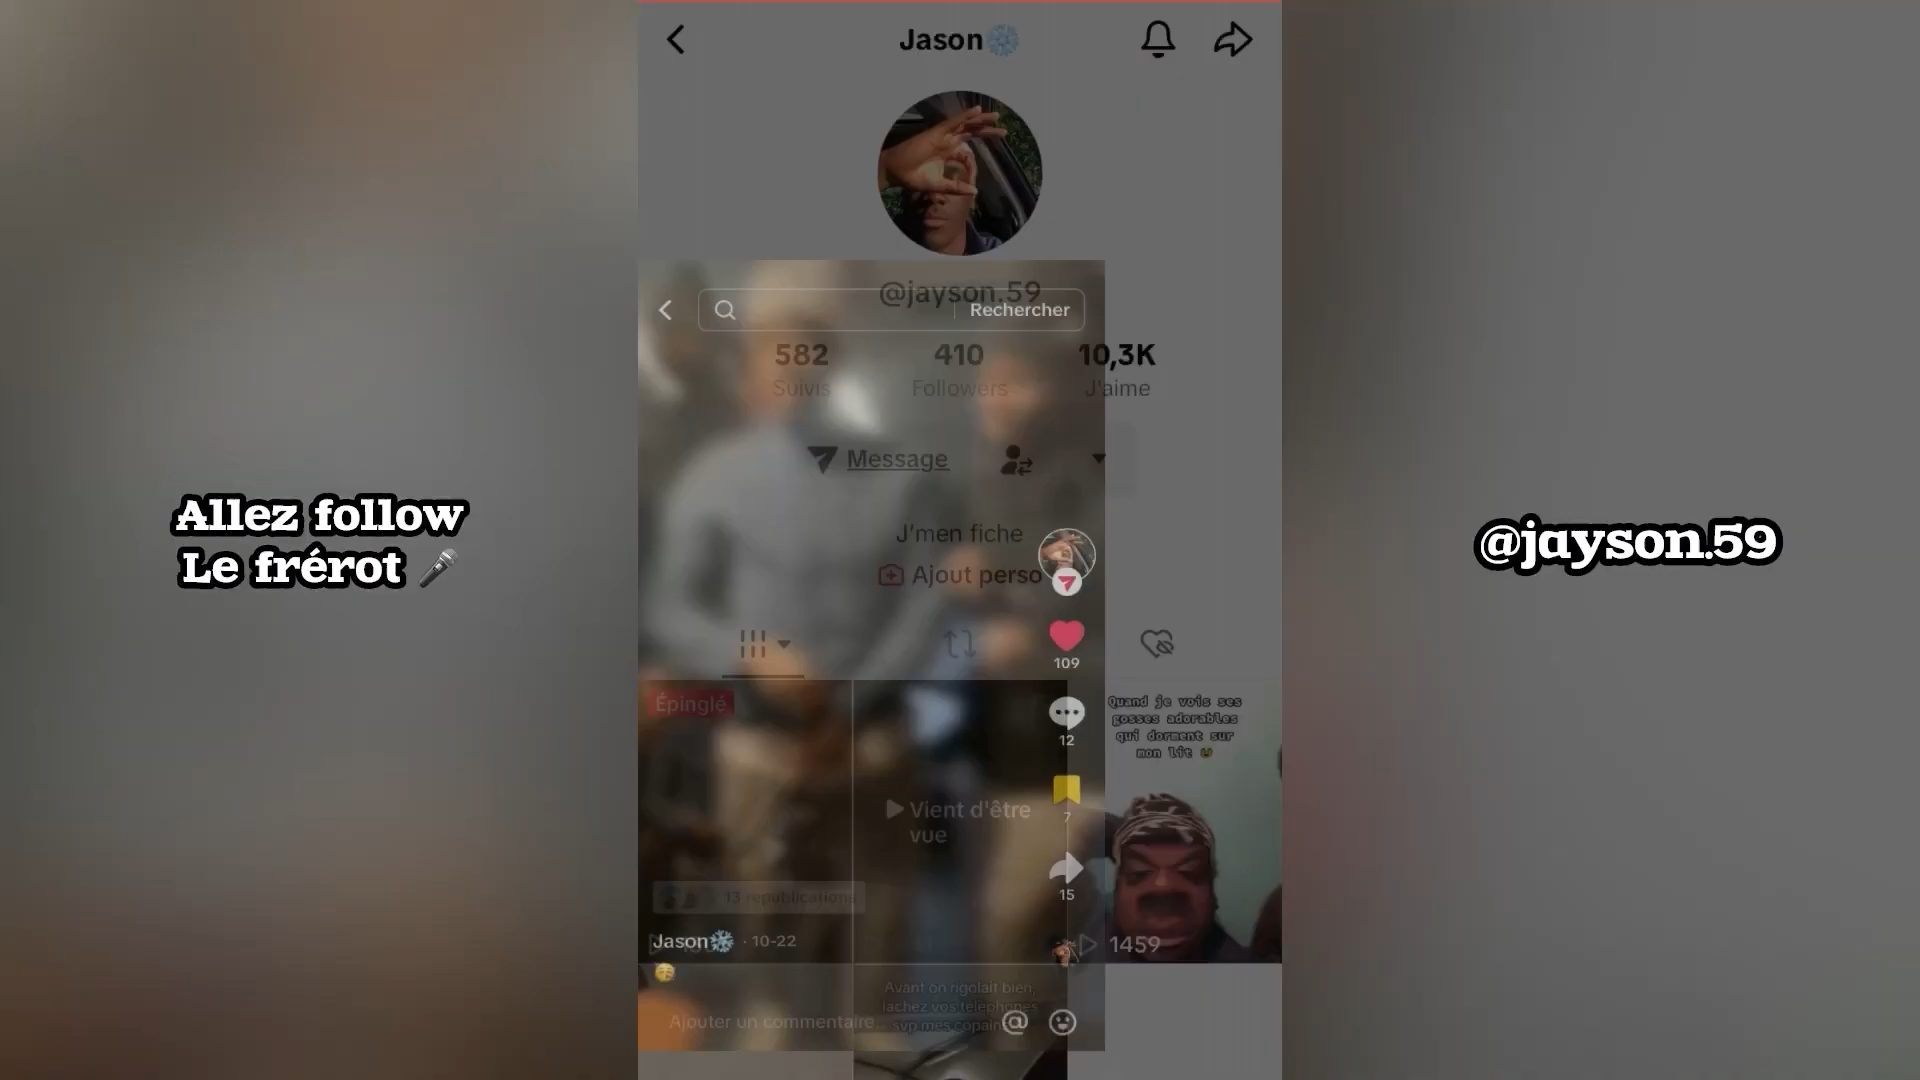 Jason❄️
@jayson.59
Rechercher
582
410
10,3K
Suivis
Followers
J'aime
Message
J'men fiche
Ajout perso
Allez follow
Le frérot 🎤
@jayson.59
109
12
7
15
Épinglé
Quand je vois ses
gosses adorables
qui dorment sur
mon lit
Vient d'être
vue
13 republications
Jason❄️ · 10-22
🥳
1459
Avant on rigolait bien,
lachez vos telephones
svp mes copains
Ajouter un commentaire...